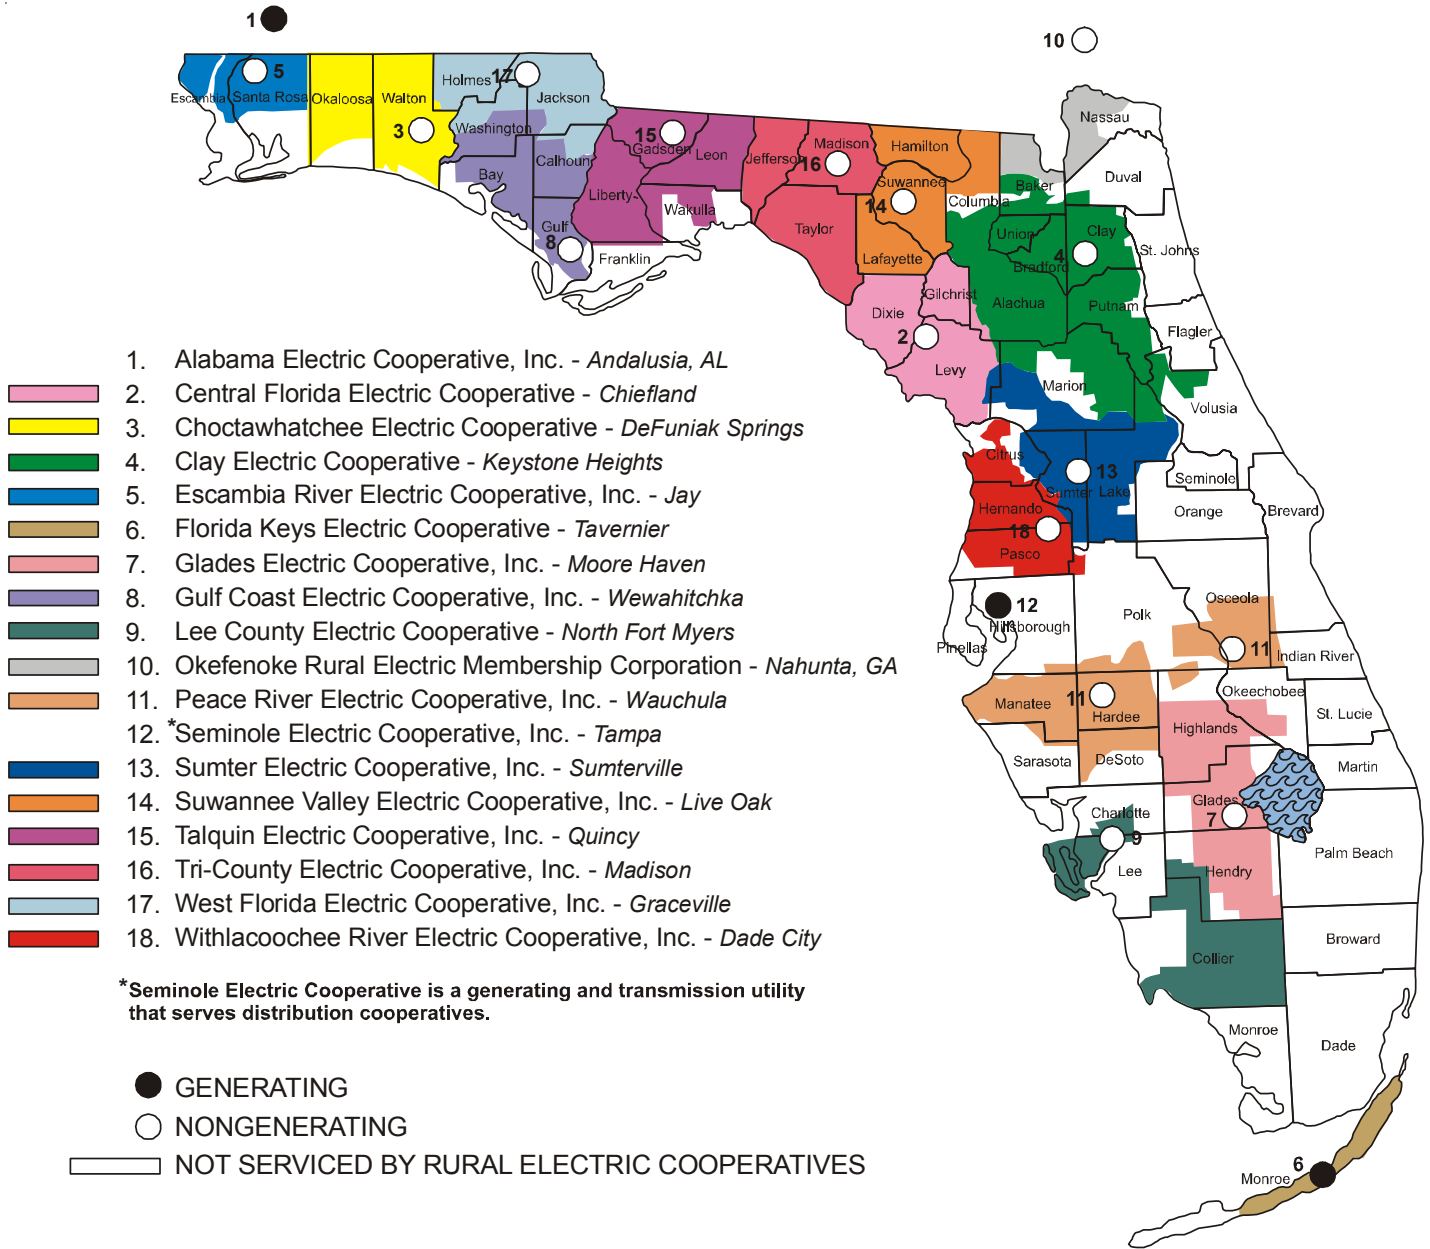 1
10
5
Escambia
Santa Rosa
Okaloosa
Walton
3
Holmes
17
Jackson
Washington
Bay
Calhoun
Gulf
8
15
Gadsden
Leon
Liberty
Wakulla
Franklin
Jefferson
Madison
16
Taylor
Hamilton
Suwannee
14
Lafayette
Columbia
Baker
Nassau
Duval
Union
Bradford
Clay
4
St. Johns
Alachua
Putnam
Flagler
Gilchrist
Dixie
2
Levy
Marion
Volusia
Citrus
13
Sumter
Lake
Seminole
Orange
Brevard
Hernando
18
Pasco
12
Hillsborough
Pinellas
Polk
Osceola
11
Indian River
Okeechobee
St. Lucie
Manatee
11
Hardee
Highlands
Sarasota
DeSoto
Martin
Charlotte
Glades
7
9
Lee
Hendry
Palm Beach
Collier
Broward
Monroe
Dade
Monroe
6
1. Alabama Electric Cooperative, Inc. - Andalusia, AL
2. Central Florida Electric Cooperative - Chiefland
3. Choctawhatchee Electric Cooperative - DeFuniak Springs
4. Clay Electric Cooperative - Keystone Heights
5. Escambia River Electric Cooperative, Inc. - Jay
6. Florida Keys Electric Cooperative - Tavernier
7. Glades Electric Cooperative, Inc. - Moore Haven
8. Gulf Coast Electric Cooperative, Inc. - Wewahitchka
9. Lee County Electric Cooperative - North Fort Myers
10. Okefenoke Rural Electric Membership Corporation - Nahunta, GA
11. Peace River Electric Cooperative, Inc. - Wauchula
12. *Seminole Electric Cooperative, Inc. - Tampa
13. Sumter Electric Cooperative, Inc. - Sumterville
14. Suwannee Valley Electric Cooperative, Inc. - Live Oak
15. Talquin Electric Cooperative, Inc. - Quincy
16. Tri-County Electric Cooperative, Inc. - Madison
17. West Florida Electric Cooperative, Inc. - Graceville
18. Withlacoochee River Electric Cooperative, Inc. - Dade City
*Seminole Electric Cooperative is a generating and transmission utility
that serves distribution cooperatives.
GENERATING
NONGENERATING
NOT SERVICED BY RURAL ELECTRIC COOPERATIVES